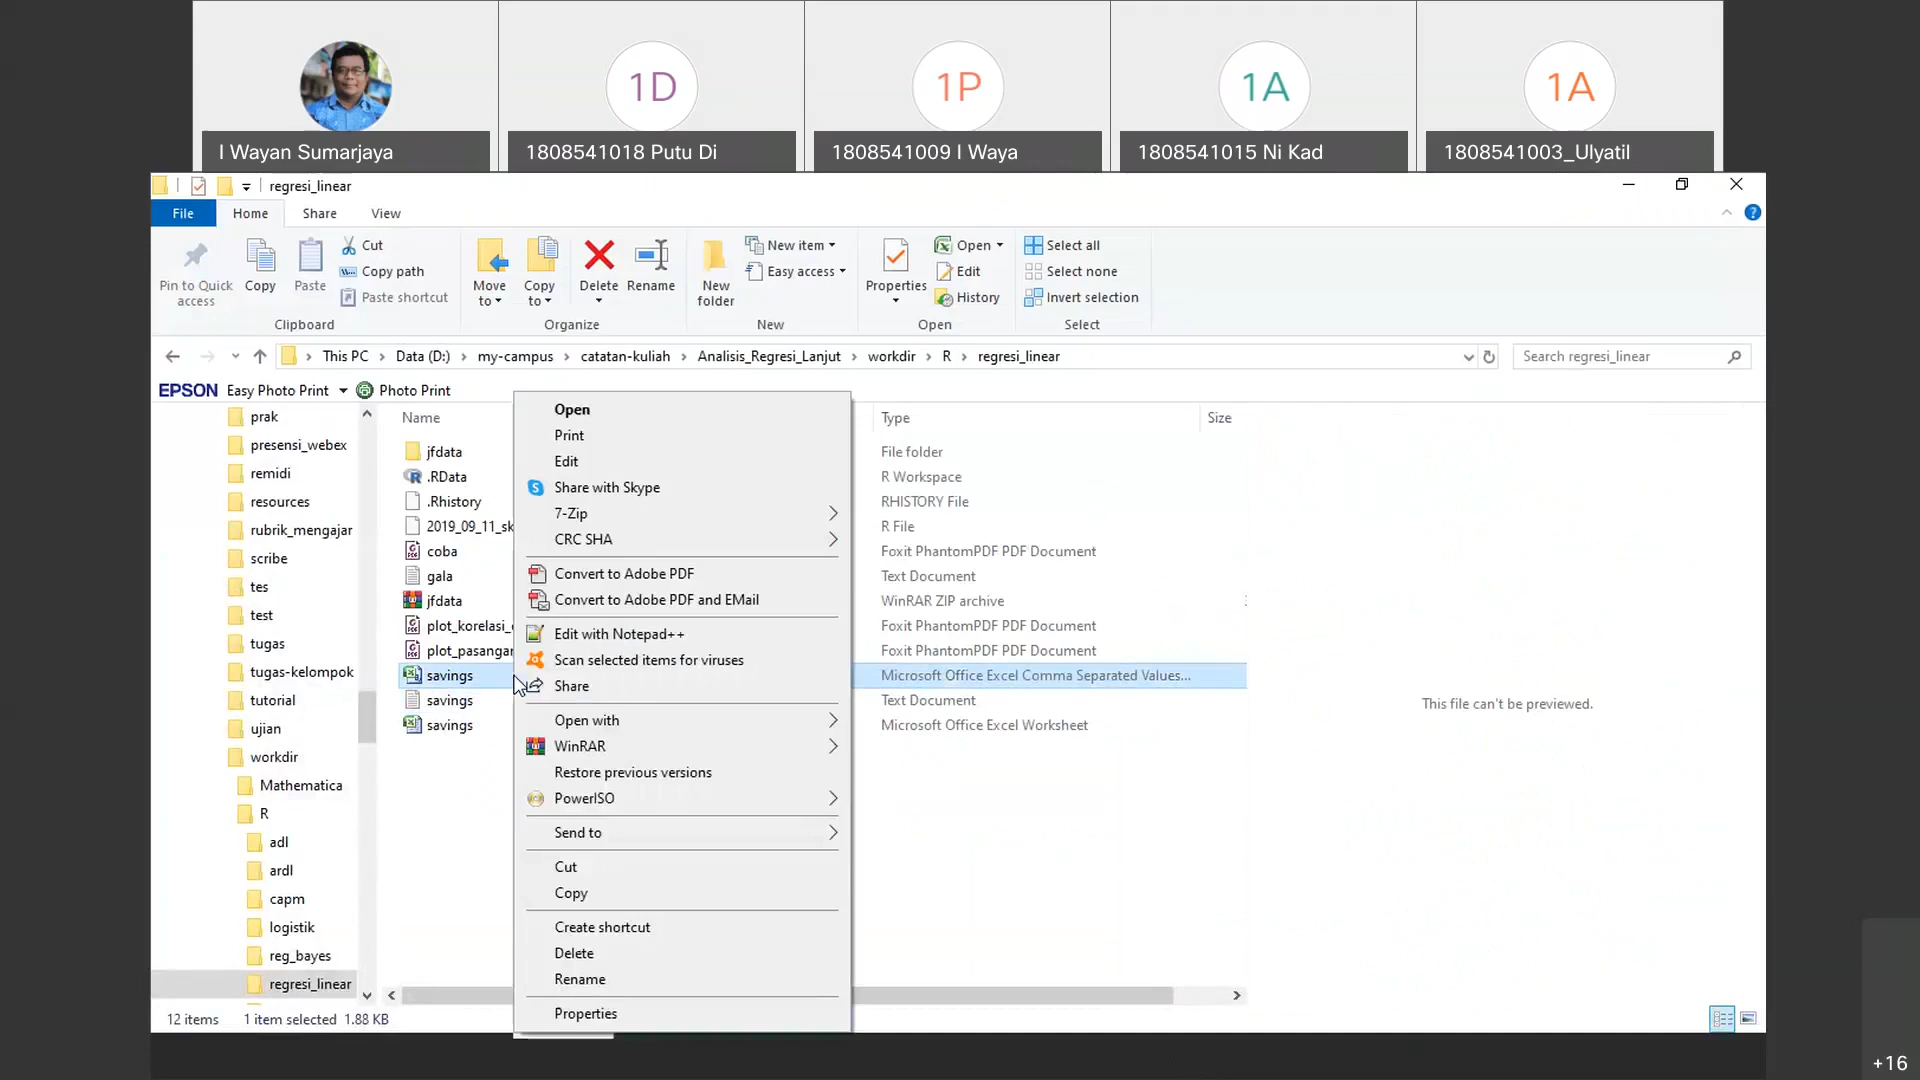 1D
1P
1A
1A
I Wayan Sumarjaya
1808541018 Putu Di
1808541009 I Waya
1808541015 Ni Kad
1808541003_Ulyatil
regresi_linear
File
Home
Share
View
Pin to Quick access
Copy
Paste
Cut
Copy path
Paste shortcut
Clipboard
Move to
Copy to
Delete
Rename
Organize
New folder
New item
Easy access
New
Properties
Open
Edit
History
Open
Select all
Select none
Invert selection
Select
This PC > Data (D:) > my-campus > catatan-kuliah > Analisis_Regresi_Lanjut > workdir > R > regresi_linear
Search regresi_linear
EPSON Easy Photo Print
Photo Print
prak
presensi_webex
remidi
resources
rubrik_mengajar
scribe
tes
test
tugas
tugas-kelompok
tutorial
ujian
workdir
Mathematica
R
adl
ardl
capm
logistik
reg_bayes
regresi_linear
Name
Type
Size
jfdata
File folder
.RData
R Workspace
.Rhistory
RHISTORY File
2019_09_11_sk
R File
coba
Foxit PhantomPDF PDF Document
gala
Text Document
jfdata
WinRAR ZIP archive
plot_korelasi_
Foxit PhantomPDF PDF Document
plot_pasangan
Foxit PhantomPDF PDF Document
savings
Microsoft Office Excel Comma Separated Values...
savings
Text Document
savings
Microsoft Office Excel Worksheet
Open
Print
Edit
Share with Skype
7-Zip
CRC SHA
Convert to Adobe PDF
Convert to Adobe PDF and EMail
Edit with Notepad++
Scan selected items for viruses
Share
Open with
WinRAR
Restore previous versions
PowerISO
Send to
Cut
Copy
Create shortcut
Delete
Rename
Properties
This file can't be previewed.
12 items
1 item selected 1.88 KB
+16